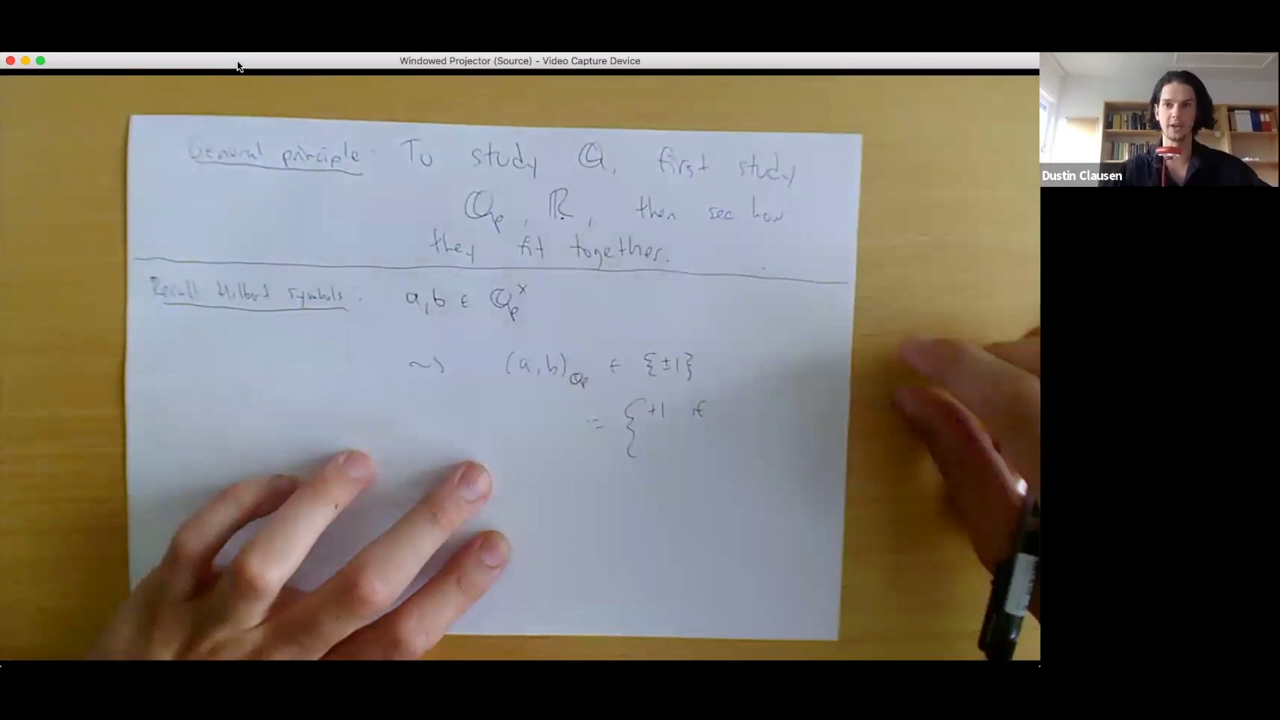 Windowed Projector (Source) - Video Capture Device
Dustin Clausen
General principle: To study ℚ, first study
ℚₚ, ℝ, then see how
they fit together.
Recall Hilbert symbols: a, b ∈ ℚₚ^×
⇝ (a, b)_ℚₚ ∈ {±1}
:= { +1 if